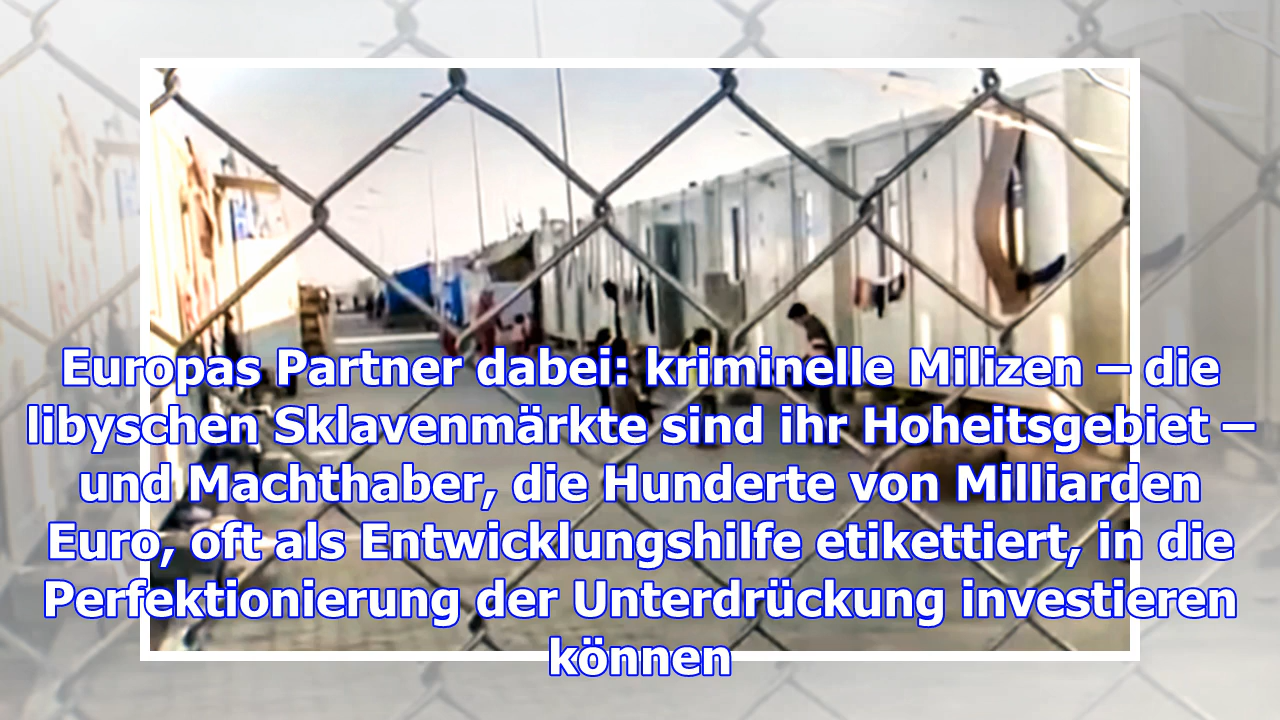 Europas Partner dabei: kriminelle Milizen – die
libyschen Sklavenmärkte sind ihr Hoheitsgebiet –
und Machthaber, die Hunderte von Milliarden
Euro, oft als Entwicklungshilfe etikettiert, in die
Perfektionierung der Unterdrückung investieren
können